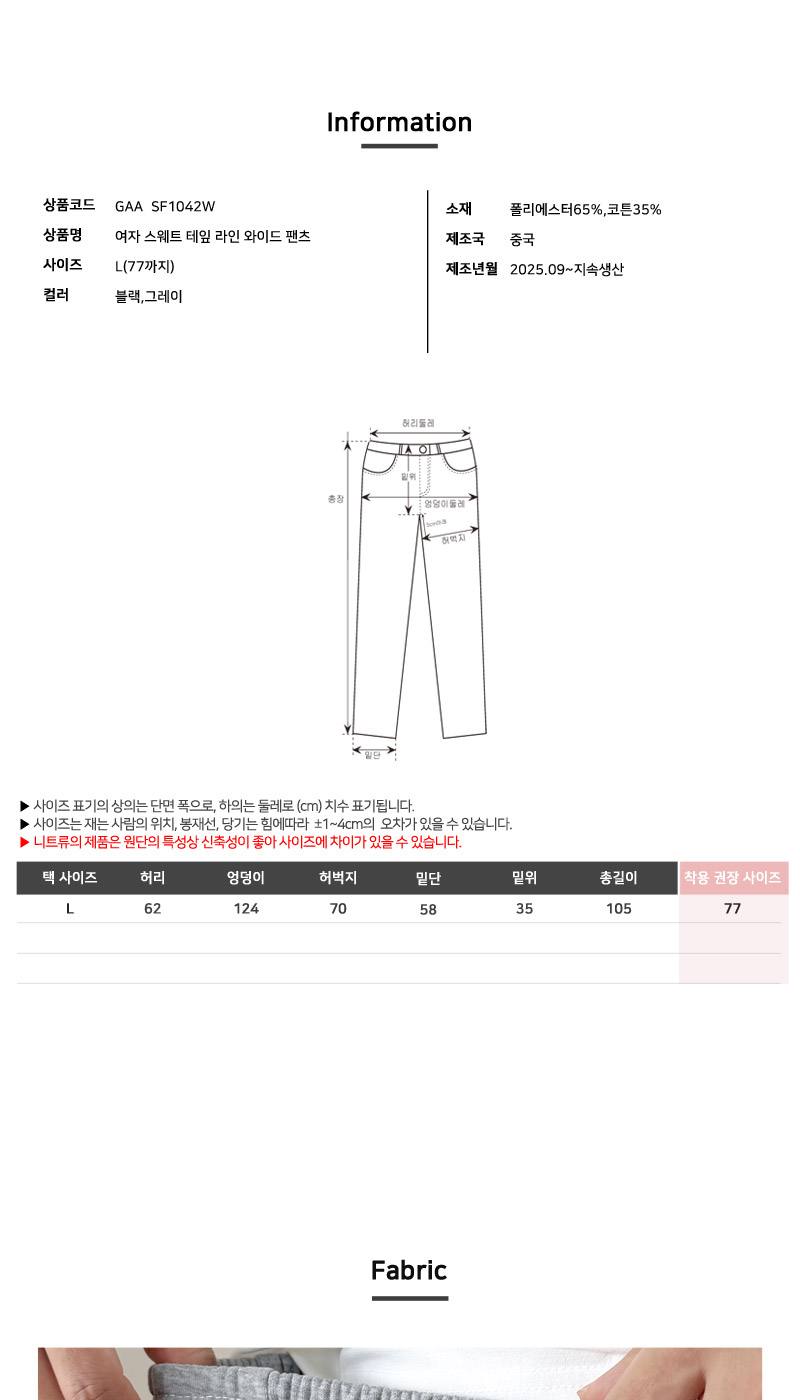 Information
상품코드 GAA SF1042W
상품명 여자 스웨트 테잎 라인 와이드 팬츠
사이즈 L(77까지)
컬러 블랙,그레이
소재 폴리에스터65%,코튼35%
제조국 중국
제조년월 2025.09~지속생산
허리둘레
밑위
총장
엉덩이둘레
허벅지
밑단
▶ 사이즈 표기의 상의는 단면 폭으로, 하의는 둘레로 (cm) 치수 표기됩니다.
▶ 사이즈는 재는 사람의 위치, 봉재선, 당기는 힘에따라 ±1~4cm의 오차가 있을 수 있습니다.
▶ 니트류의 제품은 원단의 특성상 신축성이 좋아 사이즈에 차이가 있을 수 있습니다.
택 사이즈 허리 엉덩이 허벅지 밑단 밑위 총길이 착용 권장 사이즈
L 62 124 70 58 35 105 77
Fabric